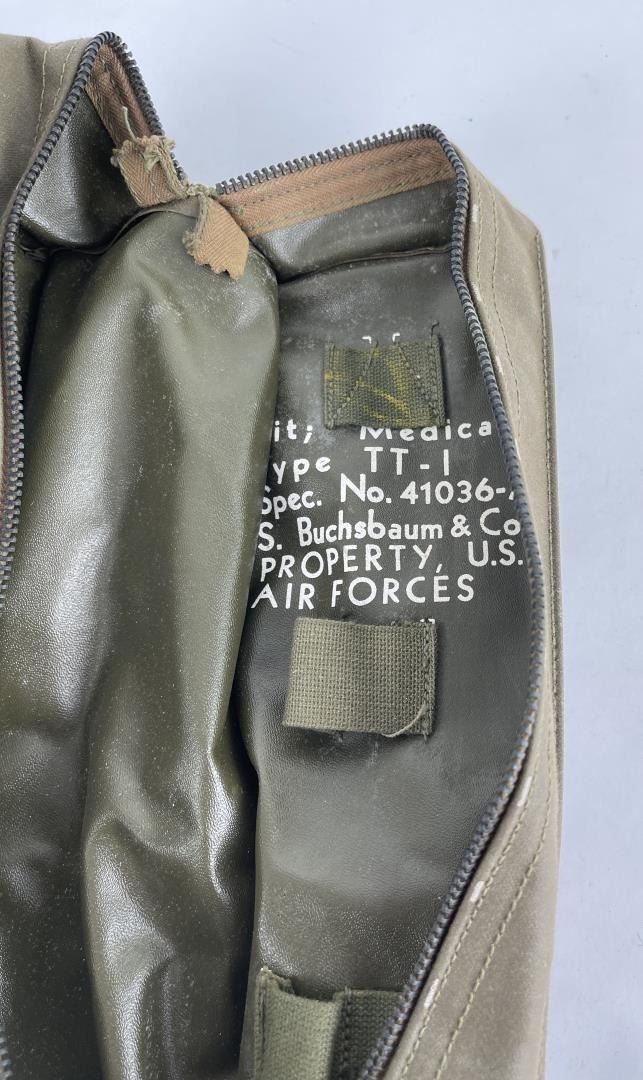 it; Medica
ype TT-1
Spec. No. 41036-
S. Buchsbaum & Co
PROPERTY, U.S.
AIR FORCES